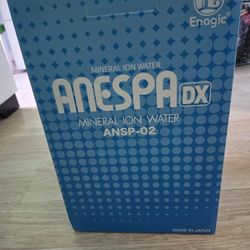 Enagic
MINERAL ION WATER
ANESPA DX
MINERAL ION WATER
ANSP-02
MADE IN JAPAN